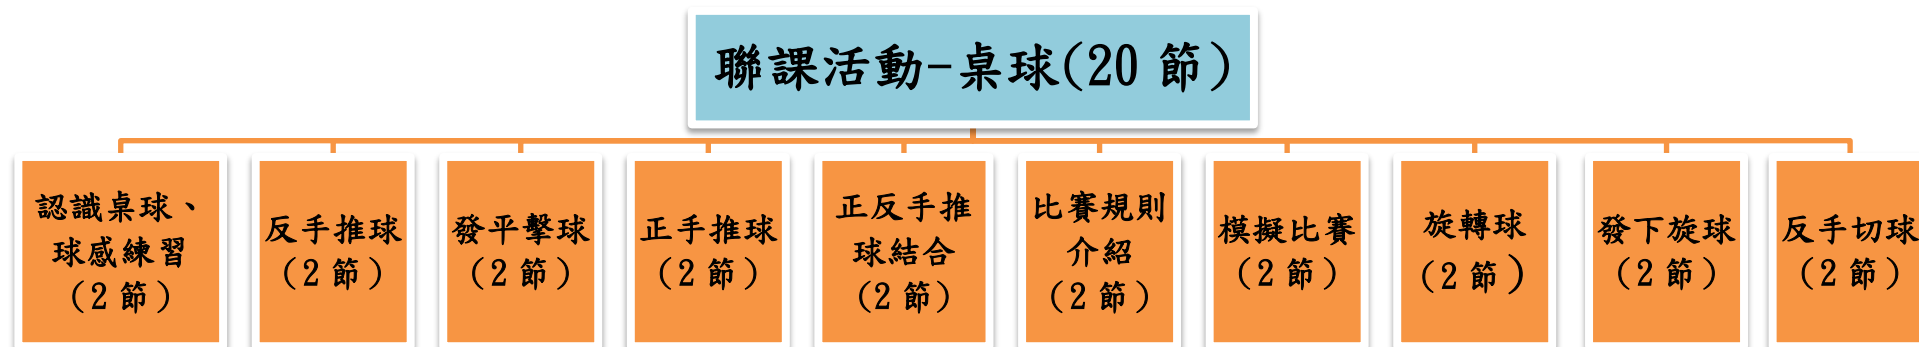 聯課活動-桌球(20 節)
認識桌球、
球感練習
(2 節)
反手推球
(2 節)
發平擊球
(2 節)
正手推球
(2 節)
正反手推
球結合
(2 節)
比賽規則
介紹
(2 節)
模擬比賽
(2 節)
旋轉球
(2 節)
發下旋球
(2 節)
反手切球
(2 節)